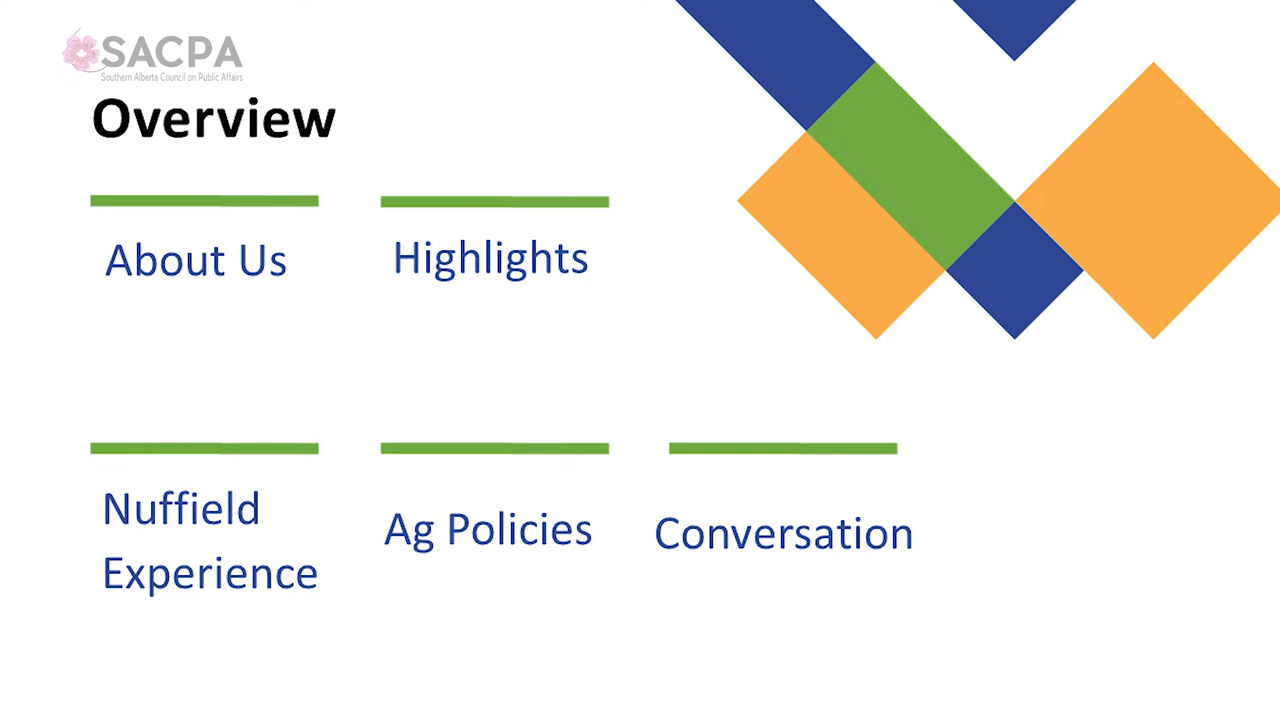 SACPA
Southern Alberta Council on Public Affairs
Overview
About Us
Highlights
Nuffield
Experience
Ag Policies
Conversation